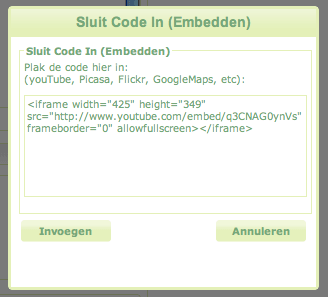 Sluit Code In (Embedden)
Sluit Code In (Embedden)
Plak de code hier in:
(youTube, Picasa, Flickr, GoogleMaps, etc):
<iframe width="425" height="349"
src="http://www.youtube.com/embed/q3CNAG0ynVs"
frameborder="0" allowfullscreen></iframe>
Invoegen Annuleren